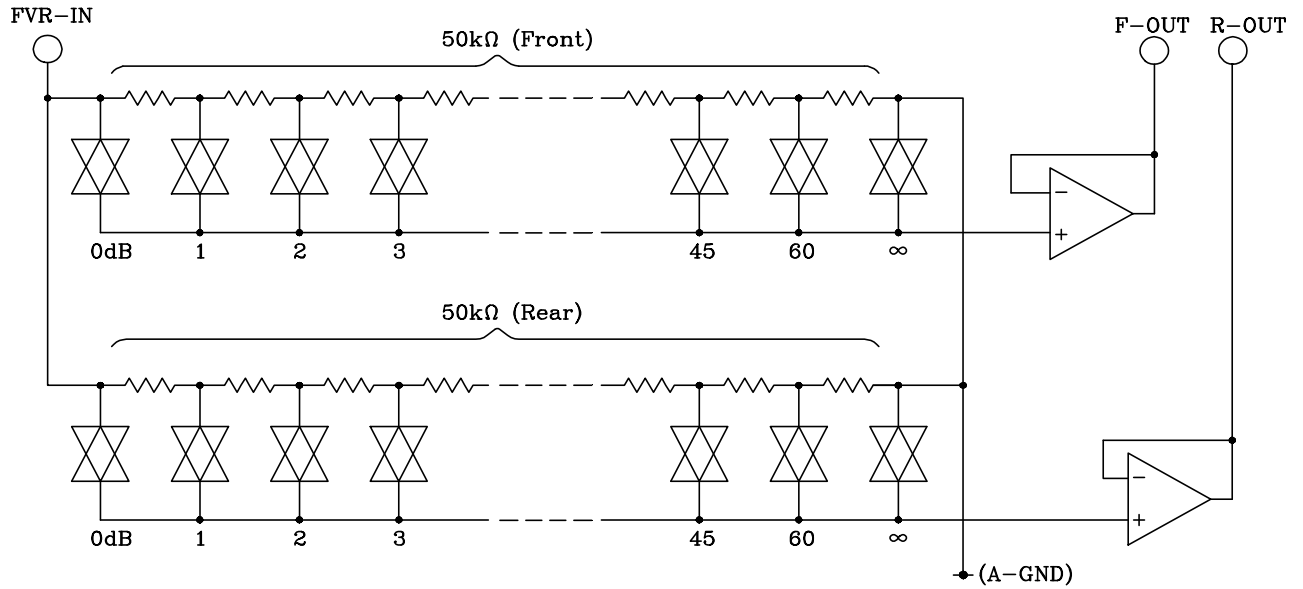 FVR-IN
F-OUT R-OUT
50kΩ (Front)
0dB 1 2 3 45 60 ∞
− +
50kΩ (Rear)
0dB 1 2 3 45 60 ∞
− +
(A-GND)